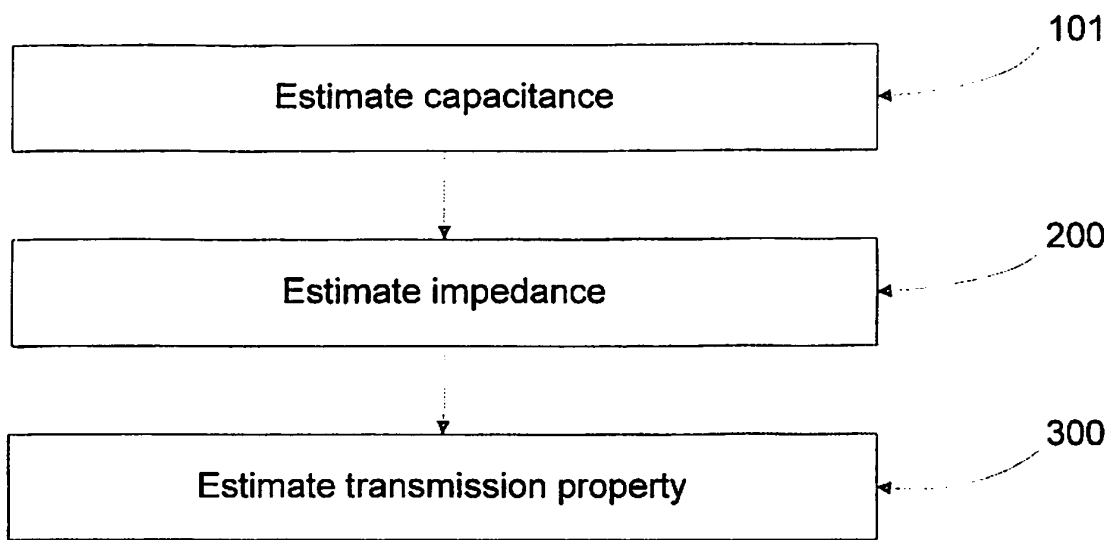 101
Estimate capacitance
200
Estimate impedance
300
Estimate transmission property